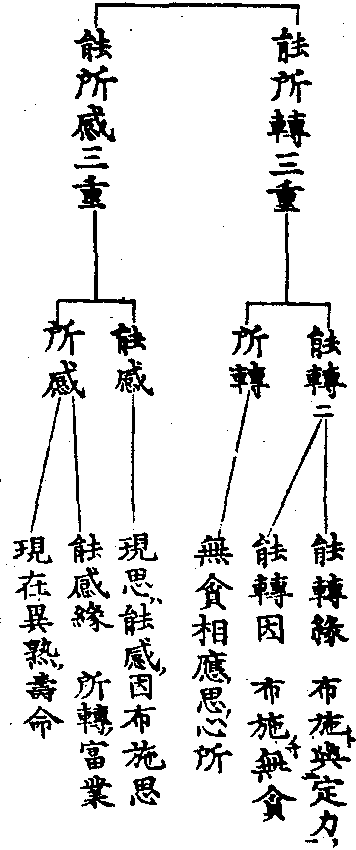 能所轉三重
能轉二
能轉緣 布施與定力
能轉因 布施無貪
所轉
無貪相應思心所
能所感三重
能感
現思能感因布施思
所感
能感緣 所轉富業
現在異熟壽命